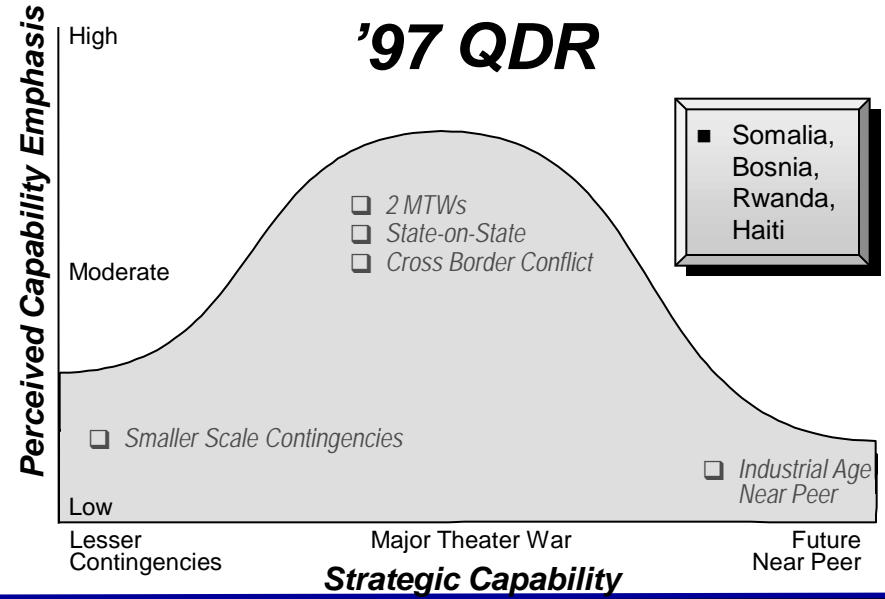 '97 QDR
Perceived Capability Emphasis
High
Moderate
Low
■ Somalia,
Bosnia,
Rwanda,
Haiti
❑ 2 MTWs
❑ State-on-State
❑ Cross Border Conflict
❑ Smaller Scale Contingencies
❑ Industrial Age
Near Peer
Lesser
Contingencies
Major Theater War
Future
Near Peer
Strategic Capability